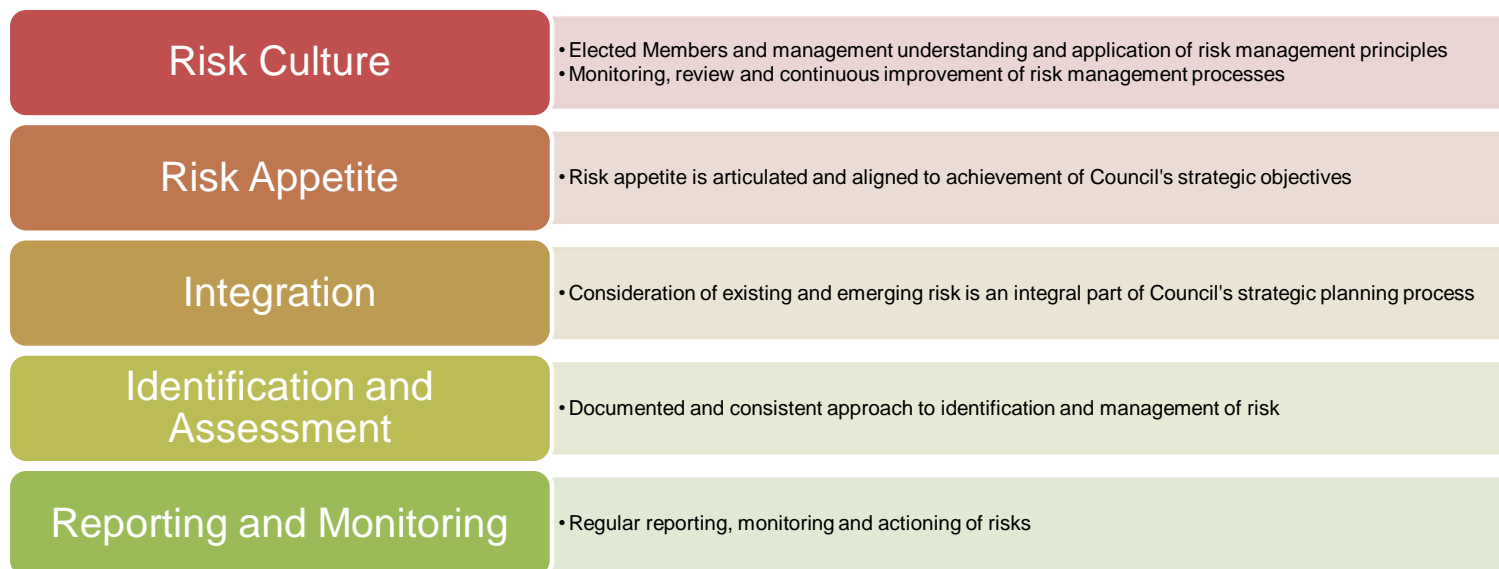 Risk Culture
• Elected Members and management understanding and application of risk management principles
• Monitoring, review and continuous improvement of risk management processes
Risk Appetite
• Risk appetite is articulated and aligned to achievement of Council's strategic objectives
Integration
• Consideration of existing and emerging risk is an integral part of Council's strategic planning process
Identification and
Assessment
• Documented and consistent approach to identification and management of risk
Reporting and Monitoring
• Regular reporting, monitoring and actioning of risks